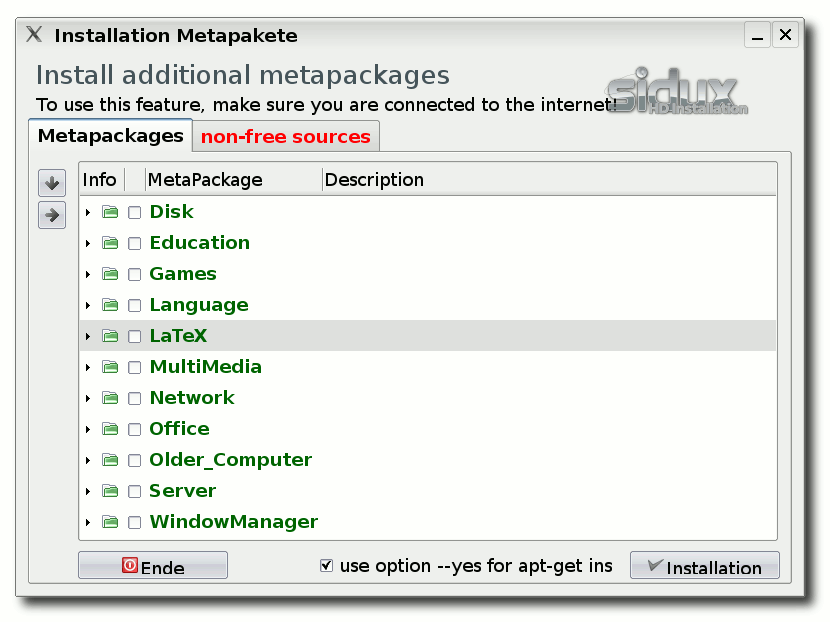 Installation Metapakete
Install additional metapackages
To use this feature, make sure you are connected to the internet!
sidux
HD-Installation
Metapackages non-free sources
Info MetaPackage Description
Disk
Education
Games
Language
LaTeX
MultiMedia
Network
Office
Older_Computer
Server
WindowManager
Ende use option --yes for apt-get ins Installation